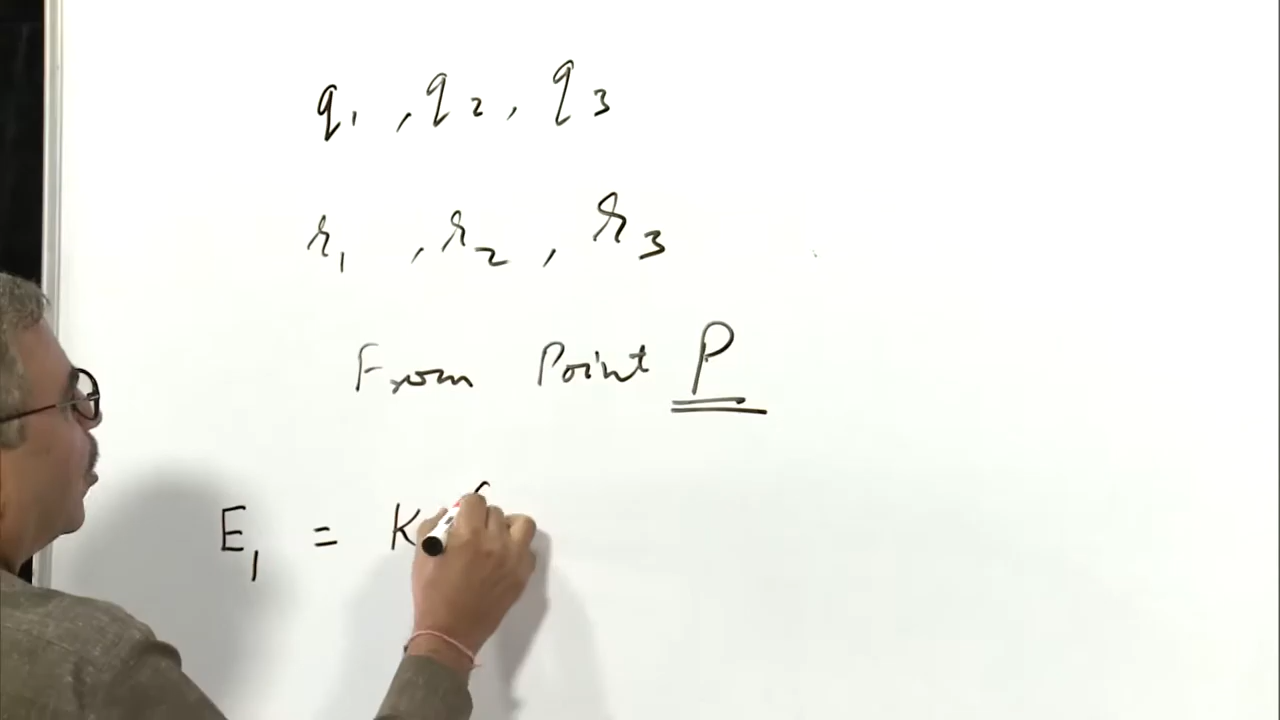 q₁ , q₂ , q₃
r₁ , r₂ , r₃
From Point P
E₁ = K